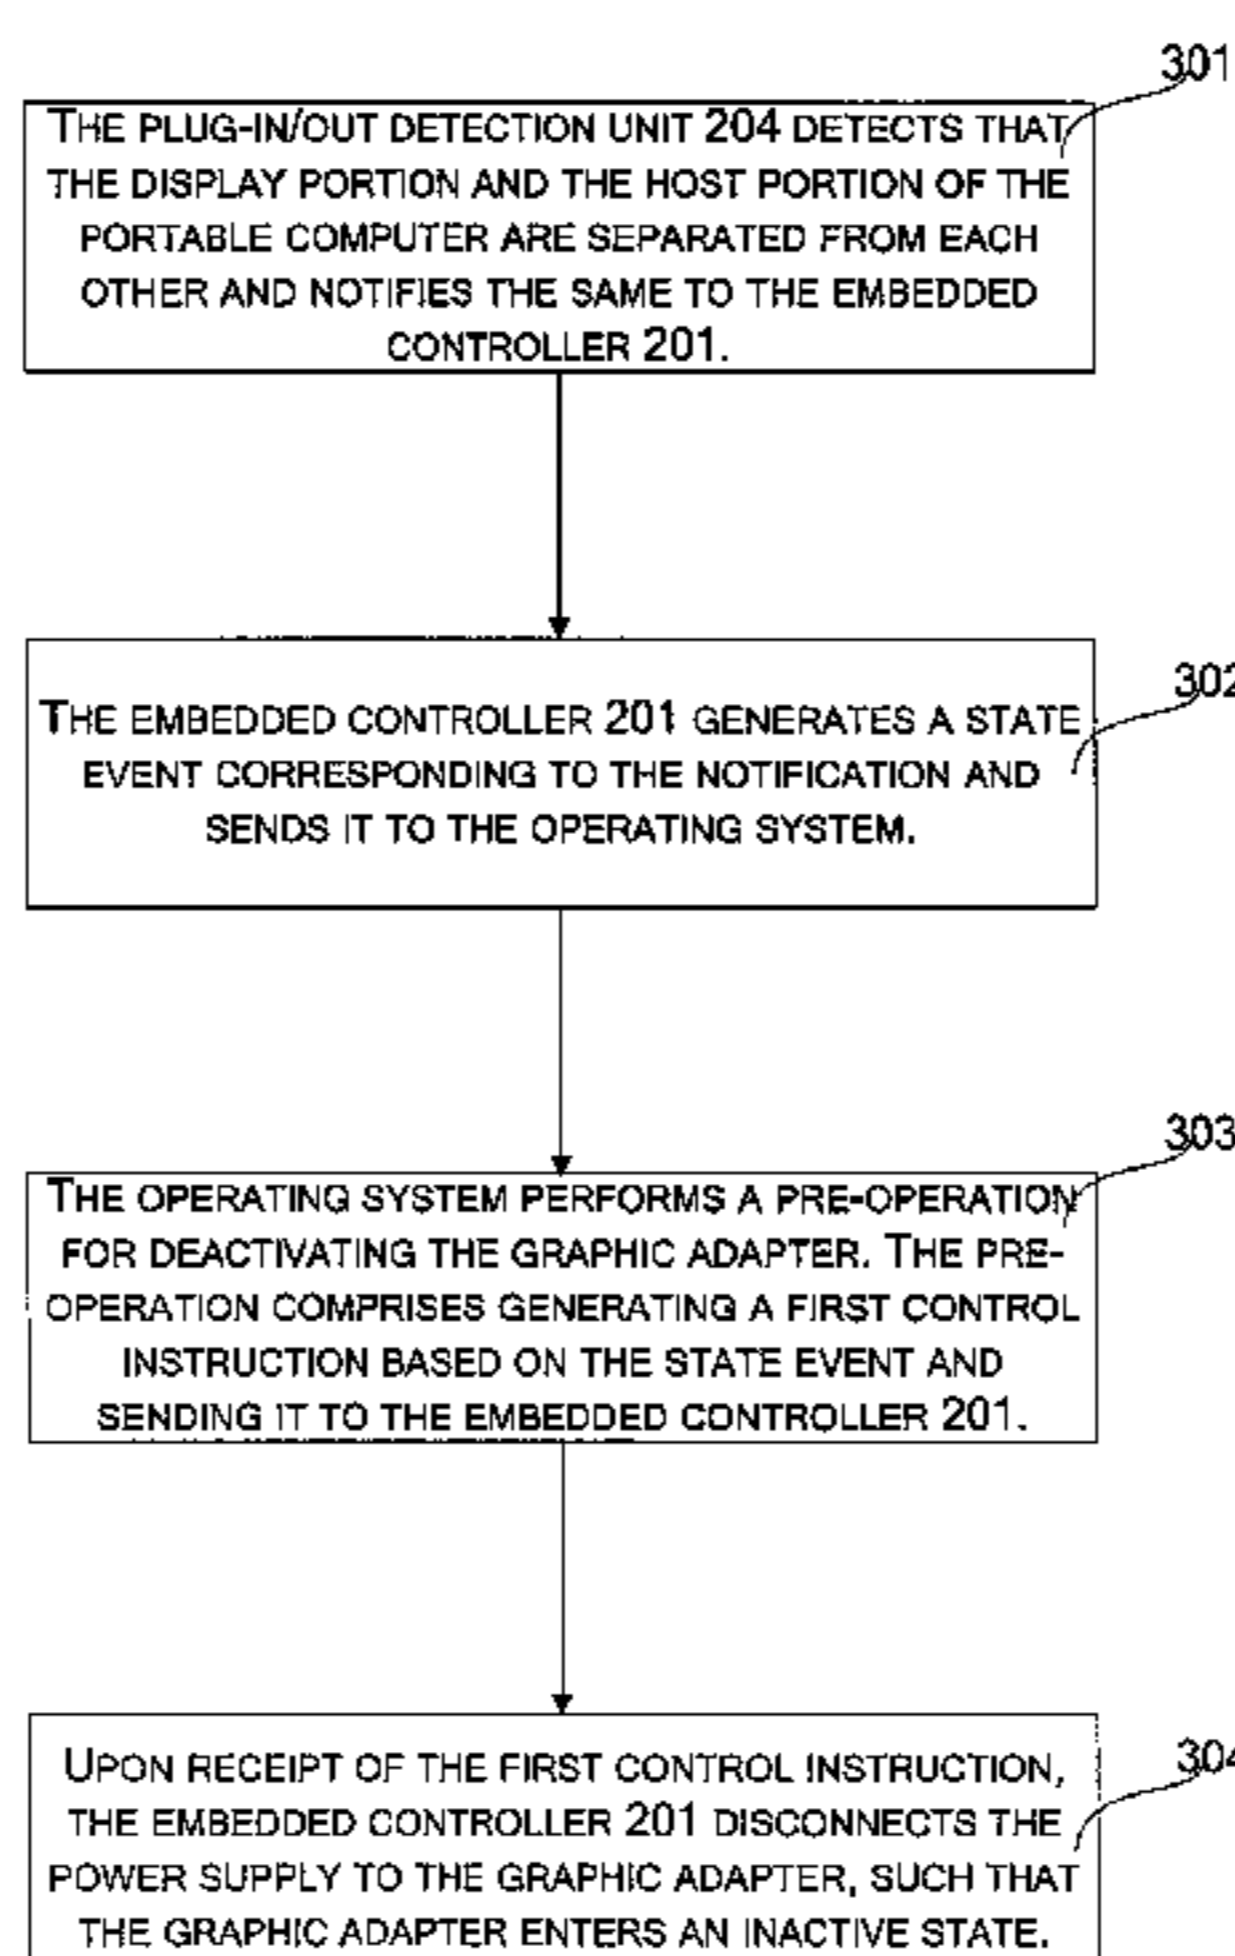 301
THE PLUG-IN/OUT DETECTION UNIT 204 DETECTS THAT
THE DISPLAY PORTION AND THE HOST PORTION OF THE
PORTABLE COMPUTER ARE SEPARATED FROM EACH
OTHER AND NOTIFIES THE SAME TO THE EMBEDDED
CONTROLLER 201.
302
THE EMBEDDED CONTROLLER 201 GENERATES A STATE
EVENT CORRESPONDING TO THE NOTIFICATION AND
SENDS IT TO THE OPERATING SYSTEM.
303
THE OPERATING SYSTEM PERFORMS A PRE-OPERATION
FOR DEACTIVATING THE GRAPHIC ADAPTER. THE PRE-
OPERATION COMPRISES GENERATING A FIRST CONTROL
INSTRUCTION BASED ON THE STATE EVENT AND
SENDING IT TO THE EMBEDDED CONTROLLER 201.
304
UPON RECEIPT OF THE FIRST CONTROL INSTRUCTION,
THE EMBEDDED CONTROLLER 201 DISCONNECTS THE
POWER SUPPLY TO THE GRAPHIC ADAPTER, SUCH THAT
THE GRAPHIC ADAPTER ENTERS AN INACTIVE STATE.